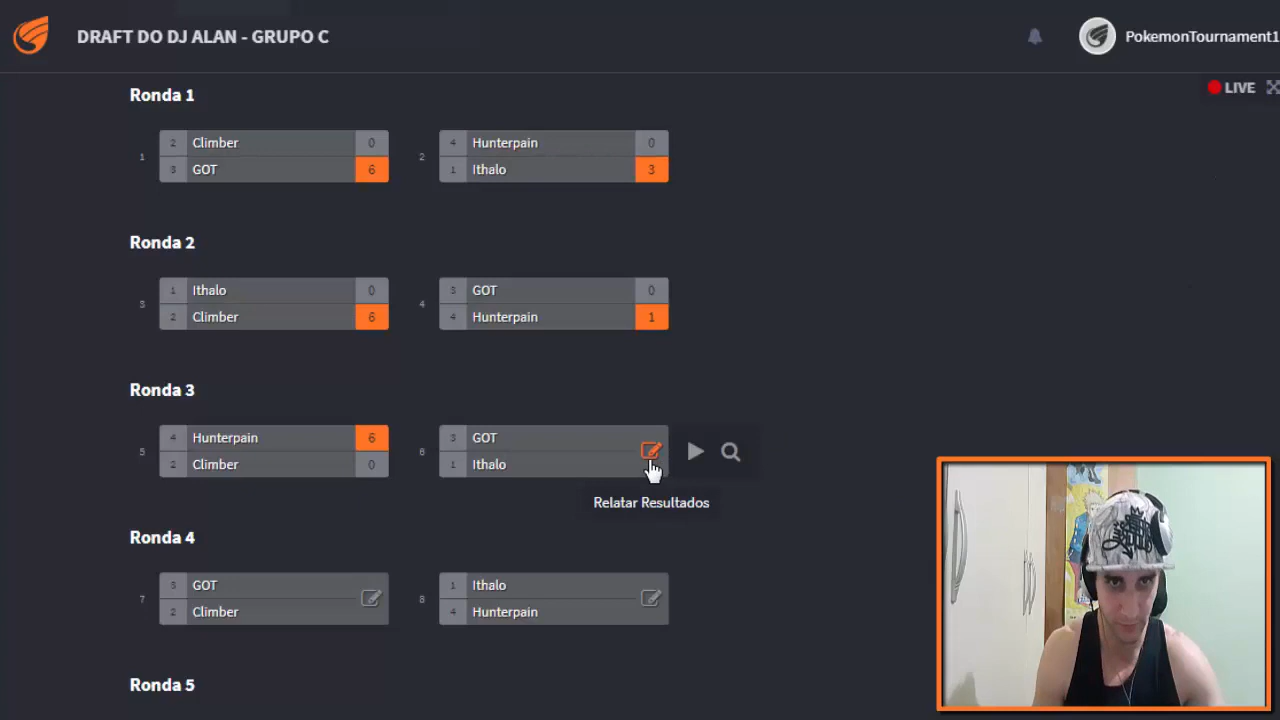 DRAFT DO DJ ALAN - GRUPO C
PokemonTournament1
LIVE
Ronda 1
1
2 Climber 0
3 GOT 6
2
4 Hunterpain 0
1 Ithalo 3
Ronda 2
3
1 Ithalo 0
2 Climber 6
4
3 GOT 0
4 Hunterpain 1
Ronda 3
5
4 Hunterpain 6
2 Climber 0
6
3 GOT
1 Ithalo
Relatar Resultados
Ronda 4
7
3 GOT
2 Climber
8
1 Ithalo
4 Hunterpain
Ronda 5